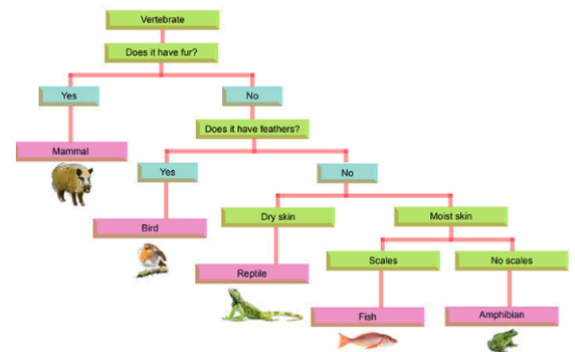 Vertebrate
Does it have fur?
Yes
No
Mammal
Does it have feathers?
Yes
No
Bird
Dry skin
Moist skin
Reptile
Scales
No scales
Fish
Amphibian